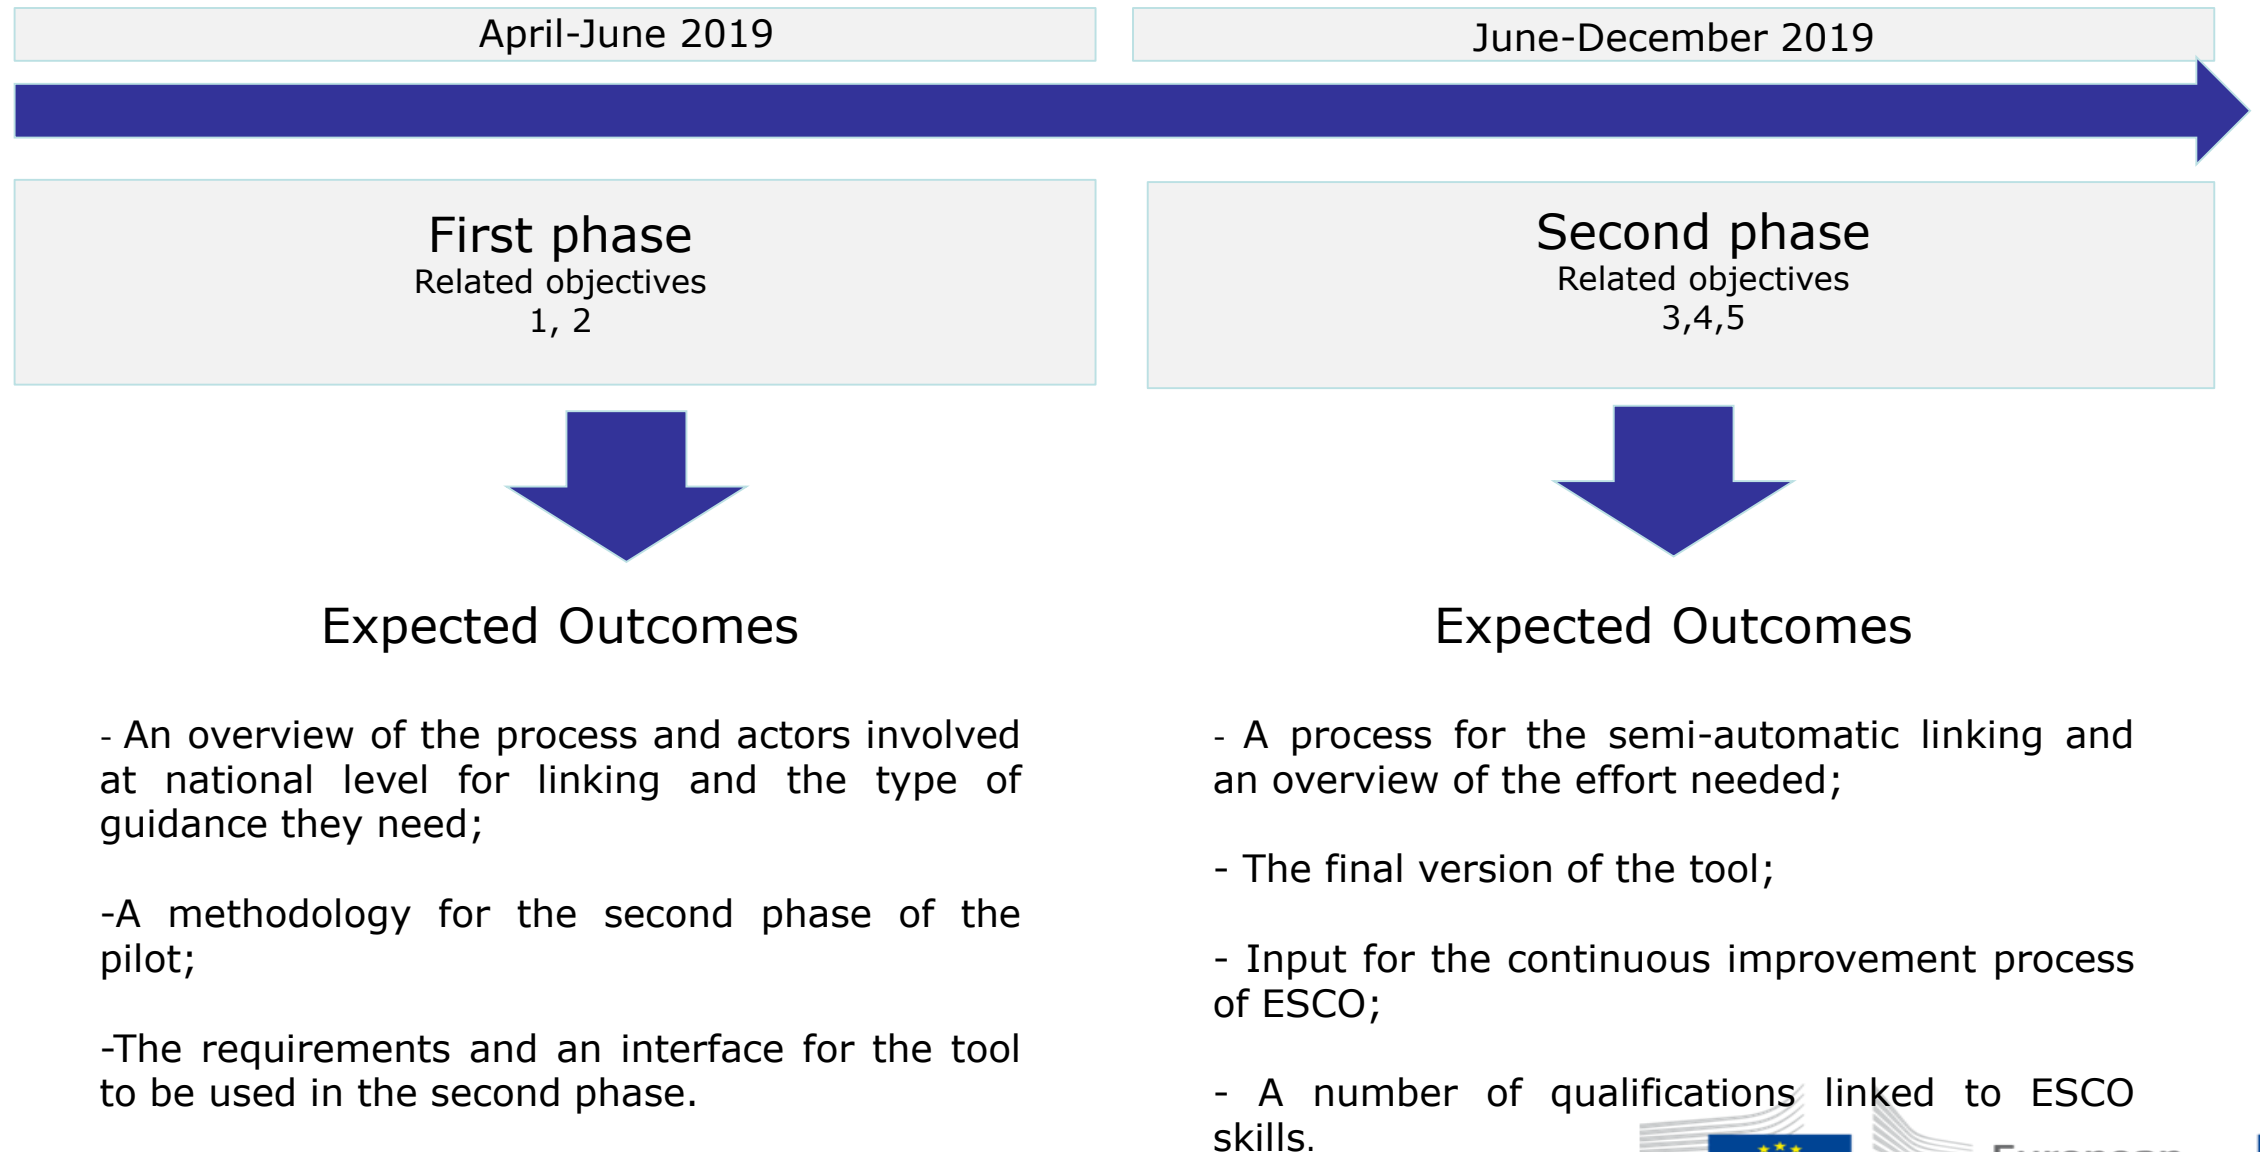 April-June 2019
June-December 2019
First phase
Related objectives
1, 2
Second phase
Related objectives
3,4,5
Expected Outcomes
- An overview of the process and actors involved
at national level for linking and the type of
guidance they need;
-A methodology for the second phase of the
pilot;
-The requirements and an interface for the tool
to be used in the second phase.
Expected Outcomes
- A process for the semi-automatic linking and
an overview of the effort needed;
- The final version of the tool;
- Input for the continuous improvement process
of ESCO;
- A number of qualifications linked to ESCO
skills.